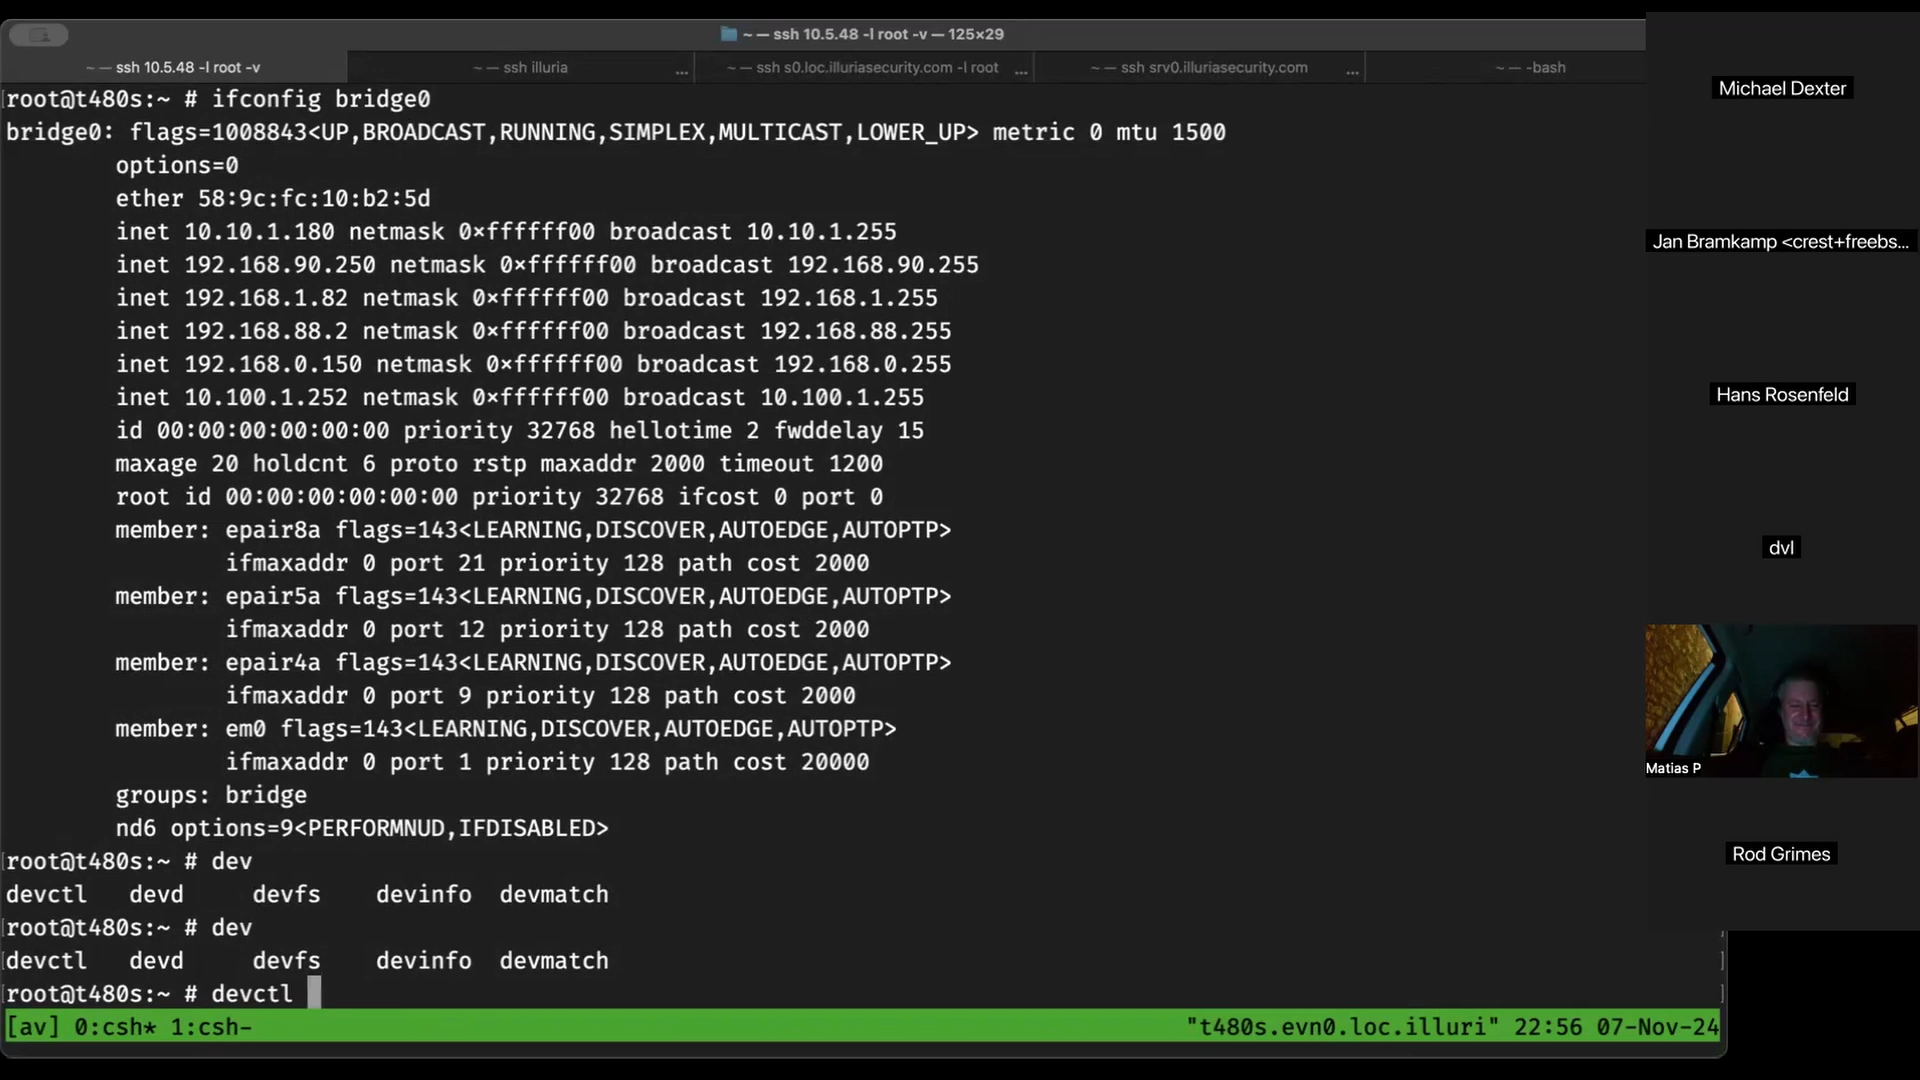 ~ — ssh 10.5.48 -l root -v — 125×29
~ — ssh 10.5.48 -l root -v
~ — ssh illuria ...
~ — ssh s0.loc.illuriasecurity.com -l root ...
~ — ssh srv0.illuriasecurity.com ...
~ — -bash
[root@t480s:~ # ifconfig bridge0
bridge0: flags=1008843<UP,BROADCAST,RUNNING,SIMPLEX,MULTICAST,LOWER_UP> metric 0 mtu 1500
options=0
ether 58:9c:fc:10:b2:5d
inet 10.10.1.180 netmask 0xffffff00 broadcast 10.10.1.255
inet 192.168.90.250 netmask 0xffffff00 broadcast 192.168.90.255
inet 192.168.1.82 netmask 0xffffff00 broadcast 192.168.1.255
inet 192.168.88.2 netmask 0xffffff00 broadcast 192.168.88.255
inet 192.168.0.150 netmask 0xffffff00 broadcast 192.168.0.255
inet 10.100.1.252 netmask 0xffffff00 broadcast 10.100.1.255
id 00:00:00:00:00:00 priority 32768 hellotime 2 fwddelay 15
maxage 20 holdcnt 6 proto rstp maxaddr 2000 timeout 1200
root id 00:00:00:00:00:00 priority 32768 ifcost 0 port 0
member: epair8a flags=143<LEARNING,DISCOVER,AUTOEDGE,AUTOPTP>
ifmaxaddr 0 port 21 priority 128 path cost 2000
member: epair5a flags=143<LEARNING,DISCOVER,AUTOEDGE,AUTOPTP>
ifmaxaddr 0 port 12 priority 128 path cost 2000
member: epair4a flags=143<LEARNING,DISCOVER,AUTOEDGE,AUTOPTP>
ifmaxaddr 0 port 9 priority 128 path cost 2000
member: em0 flags=143<LEARNING,DISCOVER,AUTOEDGE,AUTOPTP>
ifmaxaddr 0 port 1 priority 128 path cost 20000
groups: bridge
nd6 options=9<PERFORMNUD,IFDISABLED>
[root@t480s:~ # dev
devctl devd devfs devinfo devmatch
[root@t480s:~ # dev ]
[devctl devd devfs devinfo devmatch ]
[root@t480s:~ # devctl ]
[av] 0:csh* 1:csh- "t480s.evn0.loc.illuri" 22:56 07-Nov-24
Michael Dexter
Jan Bramkamp <crest+freebs...
Hans Rosenfeld
dvl
Matias P
Rod Grimes